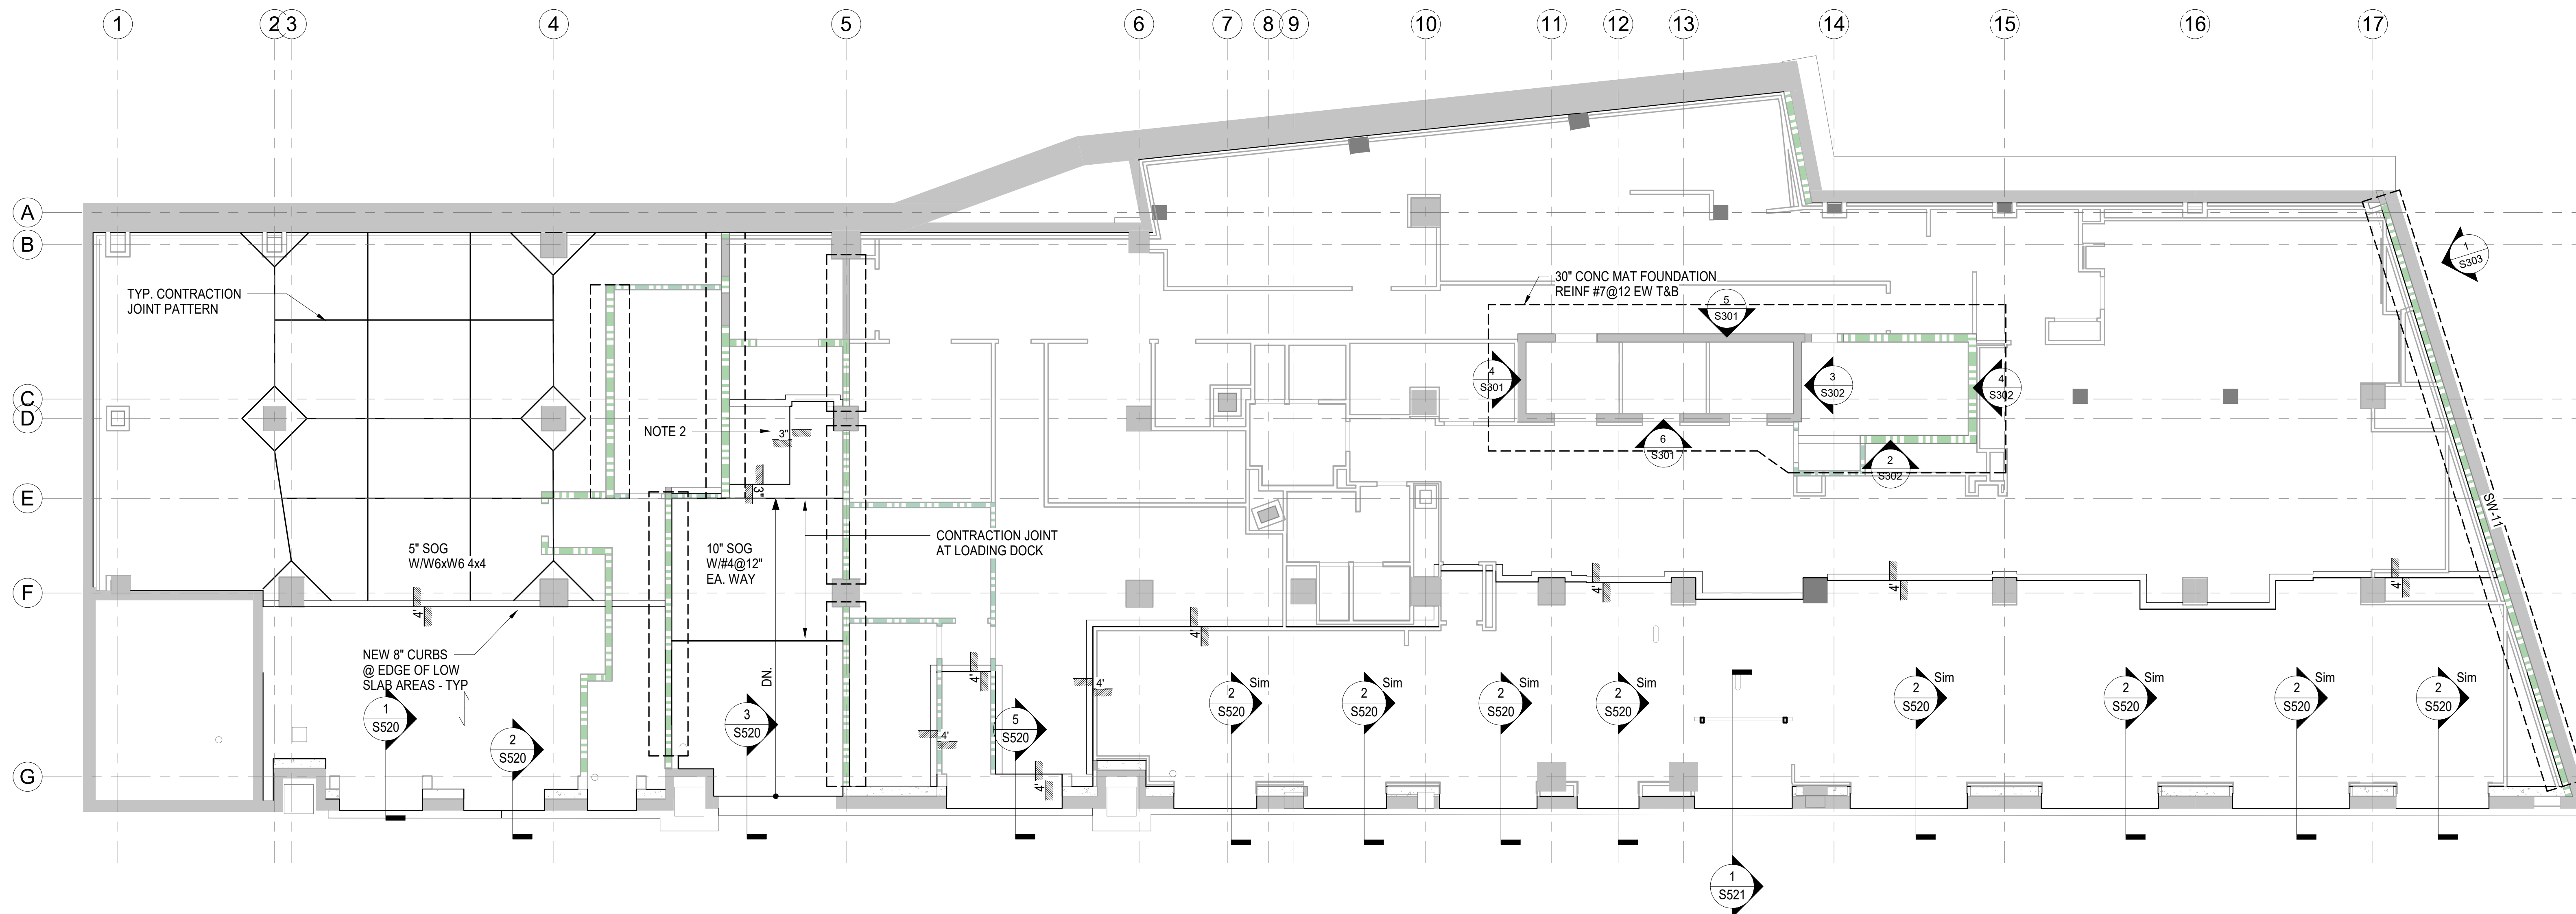 1
2
3
4
5
6
7
8
9
10
11
12
13
14
15
16
17
A
B
C
D
E
F
G
TYP. CONTRACTION
JOINT PATTERN
NOTE 2
3"
3"
5" SOG
W/W6xW6 4x4
10" SOG
W/#4@12"
EA. WAY
CONTRACTION JOINT
AT LOADING DOCK
DN.
NEW 8" CURBS
@ EDGE OF LOW
SLAB AREAS - TYP
4'
4'
4'
4'
4'
4'
4'
4'
4'
4'
30" CONC MAT FOUNDATION
REINF #7@12 EW T&B
5
S301
4
S301
3
S302
4
S302
6
S301
2
S302
1
S303
SW-11
1
S520
2
S520
3
S520
5
S520
2
S520
Sim
2
S520
Sim
2
S520
Sim
2
S520
Sim
2
S520
Sim
2
S520
Sim
2
S520
Sim
2
S520
Sim
1
S521